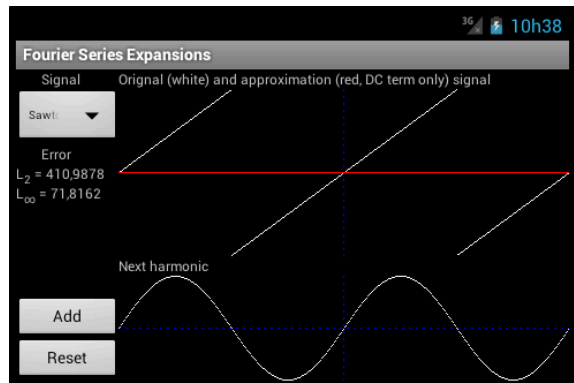 3G 10h38
Fourier Series Expansions
Signal
Orignal (white) and approximation (red, DC term only) signal
Error
L2 = 410,9878
L∞ = 71,8162
Next harmonic
Add
Reset